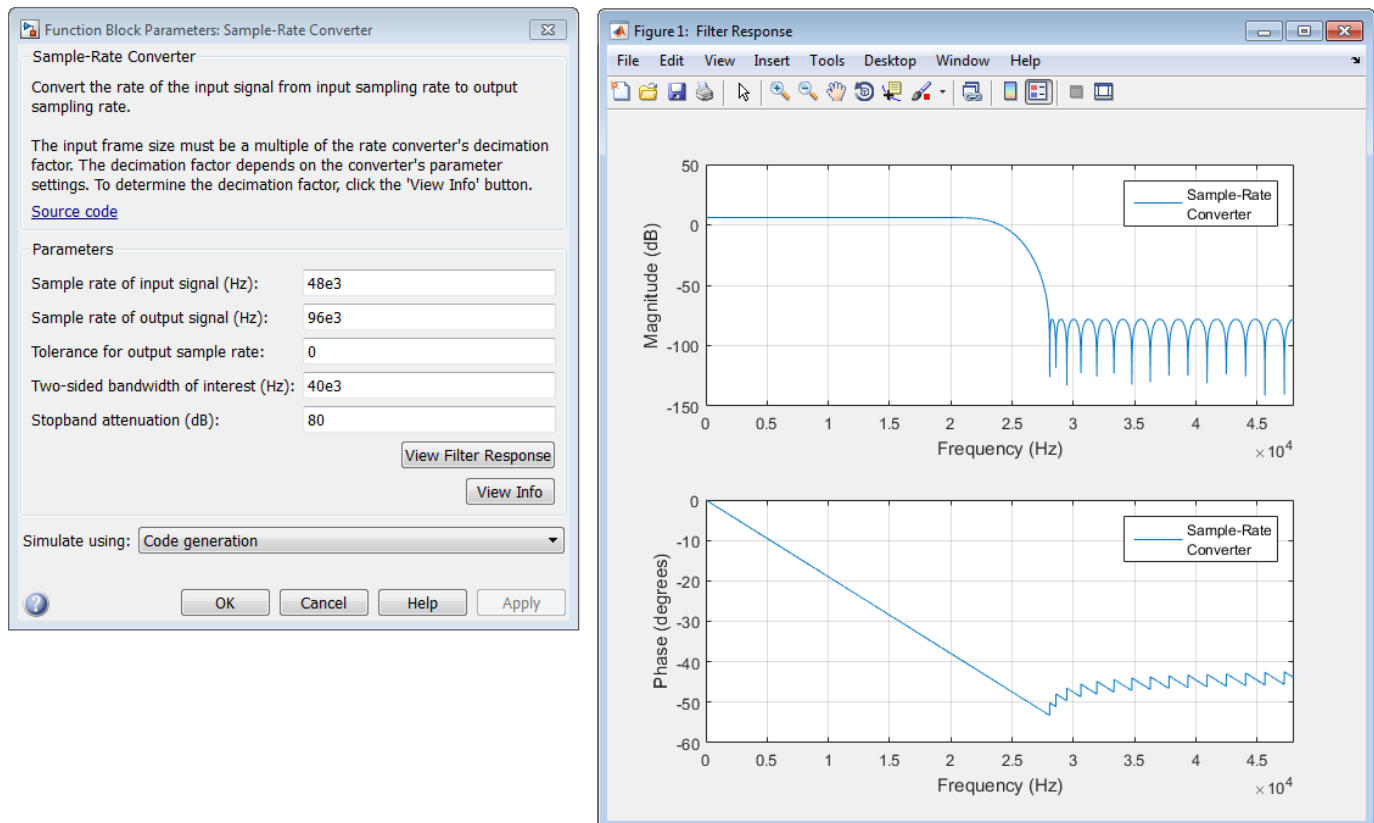 Function Block Parameters: Sample-Rate Converter
Sample-Rate Converter
Convert the rate of the input signal from input sampling rate to output
sampling rate.
The input frame size must be a multiple of the rate converter's decimation
factor. The decimation factor depends on the converter's parameter
settings. To determine the decimation factor, click the 'View Info' button.
Source code
Parameters
Sample rate of input signal (Hz): 48e3
Sample rate of output signal (Hz): 96e3
Tolerance for output sample rate: 0
Two-sided bandwidth of interest (Hz): 40e3
Stopband attenuation (dB): 80
View Filter Response
View Info
Simulate using: Code generation
OK Cancel Help Apply
Figure 1: Filter Response
File Edit View Insert Tools Desktop Window Help
50
0
-50
-100
-150
Magnitude (dB)
Sample-Rate
Converter
0 0.5 1 1.5 2 2.5 3 3.5 4 4.5
Frequency (Hz)
×10^4
0
-10
-20
-30
-40
-50
-60
Phase (degrees)
Sample-Rate
Converter
0 0.5 1 1.5 2 2.5 3 3.5 4 4.5
Frequency (Hz)
×10^4